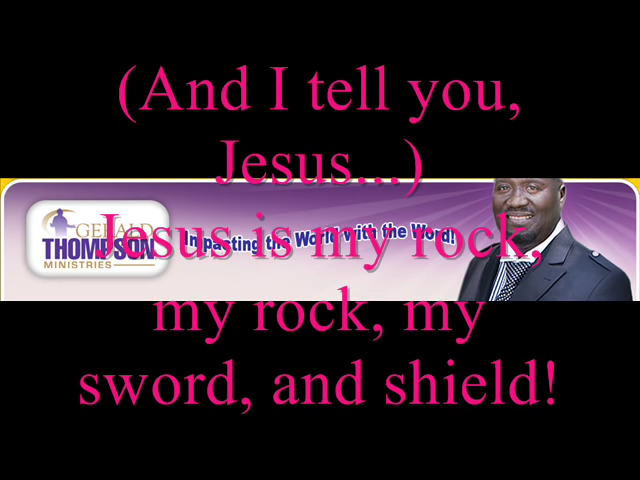 (And I tell you,
Jesus...)
GERALD
THOMPSON
MINISTRIES
Impacting the World with the Word!
Jesus is my rock,
my rock, my
sword, and shield!